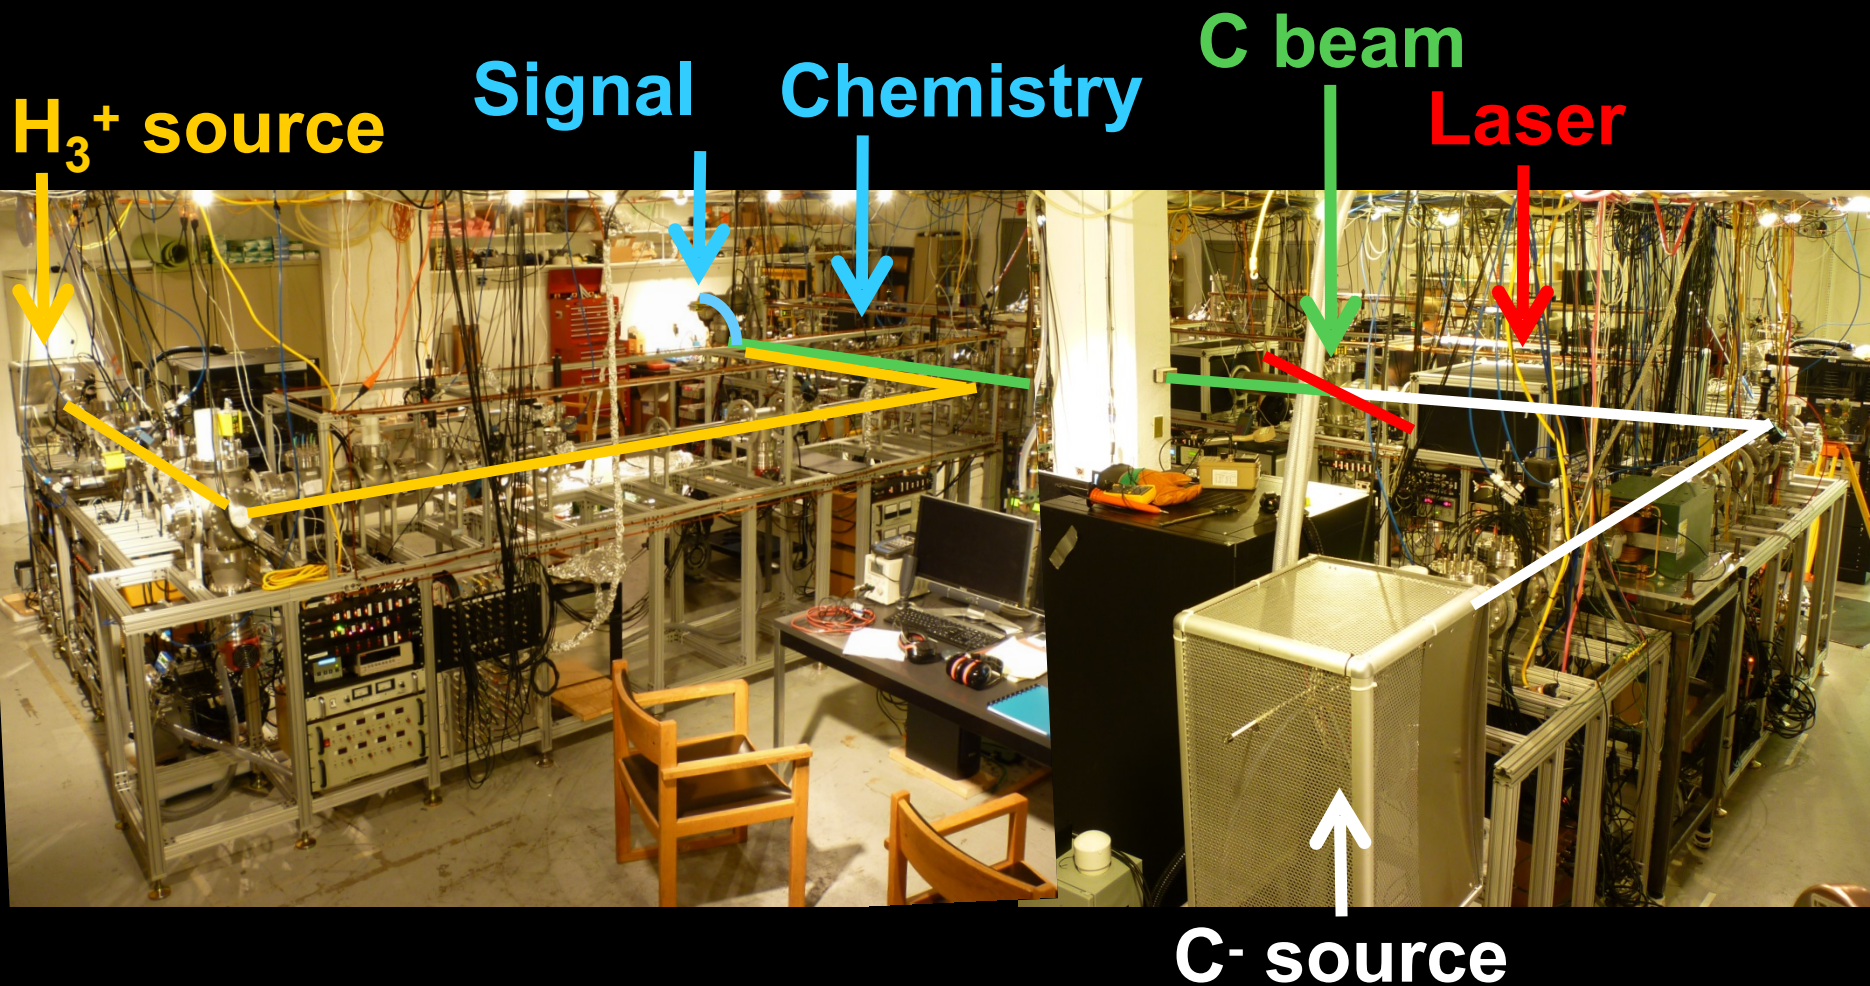 C beam
Signal
Chemistry
Laser
H₃⁺ source
C⁻ source